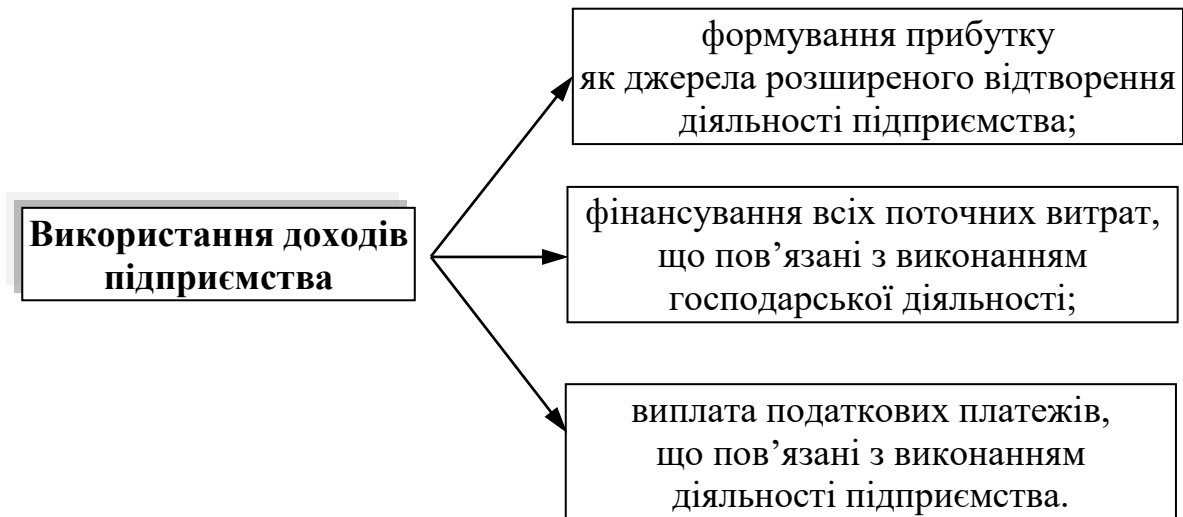 формування прибутку
як джерела розширеного відтворення
діяльності підприємства;
Використання доходів
підприємства
фінансування всіх поточних витрат,
що пов’язані з виконанням
господарської діяльності;
виплата податкових платежів,
що пов’язані з виконанням
діяльності підприємства.